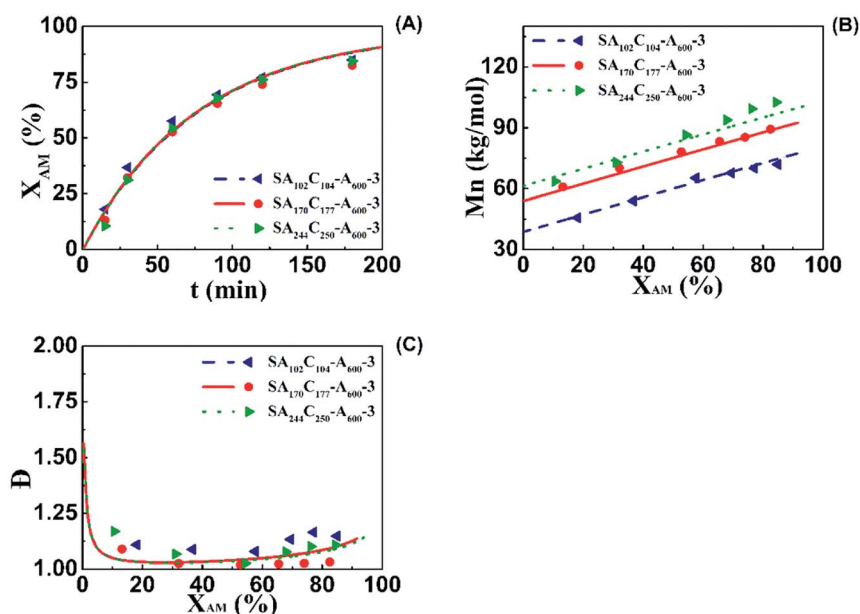 (A)
100
75
50
25
0
X_AM (%)
SA₁₀₂C₁₀₄-A₆₀₀-3
SA₁₇₀C₁₇₇-A₆₀₀-3
SA₂₄₄C₂₅₀-A₆₀₀-3
0 50 100 150 200
t (min)
(B)
130
90
60
30
Mn (kg/mol)
SA₁₀₂C₁₀₄-A₆₀₀-3
SA₁₇₀C₁₇₇-A₆₀₀-3
SA₂₄₄C₂₅₀-A₆₀₀-3
0 20 40 60 80 100
X_AM (%)
(C)
2.00
1.75
1.50
1.25
1.00
Đ
SA₁₀₂C₁₀₄-A₆₀₀-3
SA₁₇₀C₁₇₇-A₆₀₀-3
SA₂₄₄C₂₅₀-A₆₀₀-3
0 20 40 60 80 100
X_AM (%)